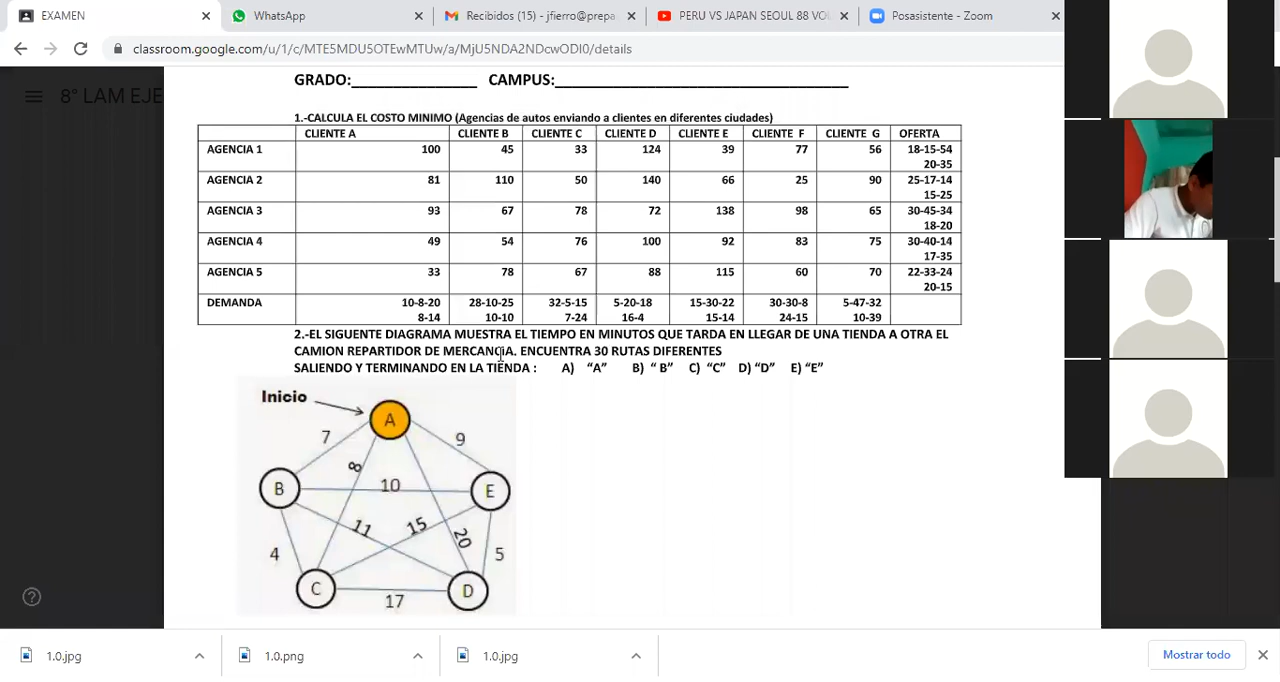 EXAMEN
WhatsApp
Recibidos (15) - jfierro@prepa
PERU VS JAPAN SEOUL 88 VO
Posasistente - Zoom
classroom.google.com/u/1/c/MTE5MDU5OTEwMTUw/a/MjU5NDA2NDcwODI0/details
8° LAM EJE
GRADO:_______________ CAMPUS:___________________________________
1.-CALCULA EL COSTO MINIMO (Agencias de autos enviando a clientes en diferentes ciudades)
CLIENTE A CLIENTE B CLIENTE C CLIENTE D CLIENTE E CLIENTE F CLIENTE G OFERTA
AGENCIA 1 100 45 33 124 39 77 56 18-15-54
20-35
AGENCIA 2 81 110 50 140 66 25 90 25-17-14
15-25
AGENCIA 3 93 67 78 72 138 98 65 30-45-34
18-20
AGENCIA 4 49 54 76 100 92 83 75 30-40-14
17-35
AGENCIA 5 33 78 67 88 115 60 70 22-33-24
20-15
DEMANDA 10-8-20 28-10-25 32-5-15 5-20-18 15-30-22 30-30-8 5-47-32
8-14 10-10 7-24 16-4 15-14 24-15 10-39
2.-EL SIGUENTE DIAGRAMA MUESTRA EL TIEMPO EN MINUTOS QUE TARDA EN LLEGAR DE UNA TIENDA A OTRA EL
CAMION REPARTIDOR DE MERCANCIA. ENCUENTRA 30 RUTAS DIFERENTES
SALIENDO Y TERMINANDO EN LA TIENDA : A) “A” B) “ B” C) “C” D) “D” E) “E”
Inicio
A
7
9
8
B
10
E
11
15
20
4
5
C
D
17
1.0.jpg
1.0.png
1.0.jpg
Mostrar todo